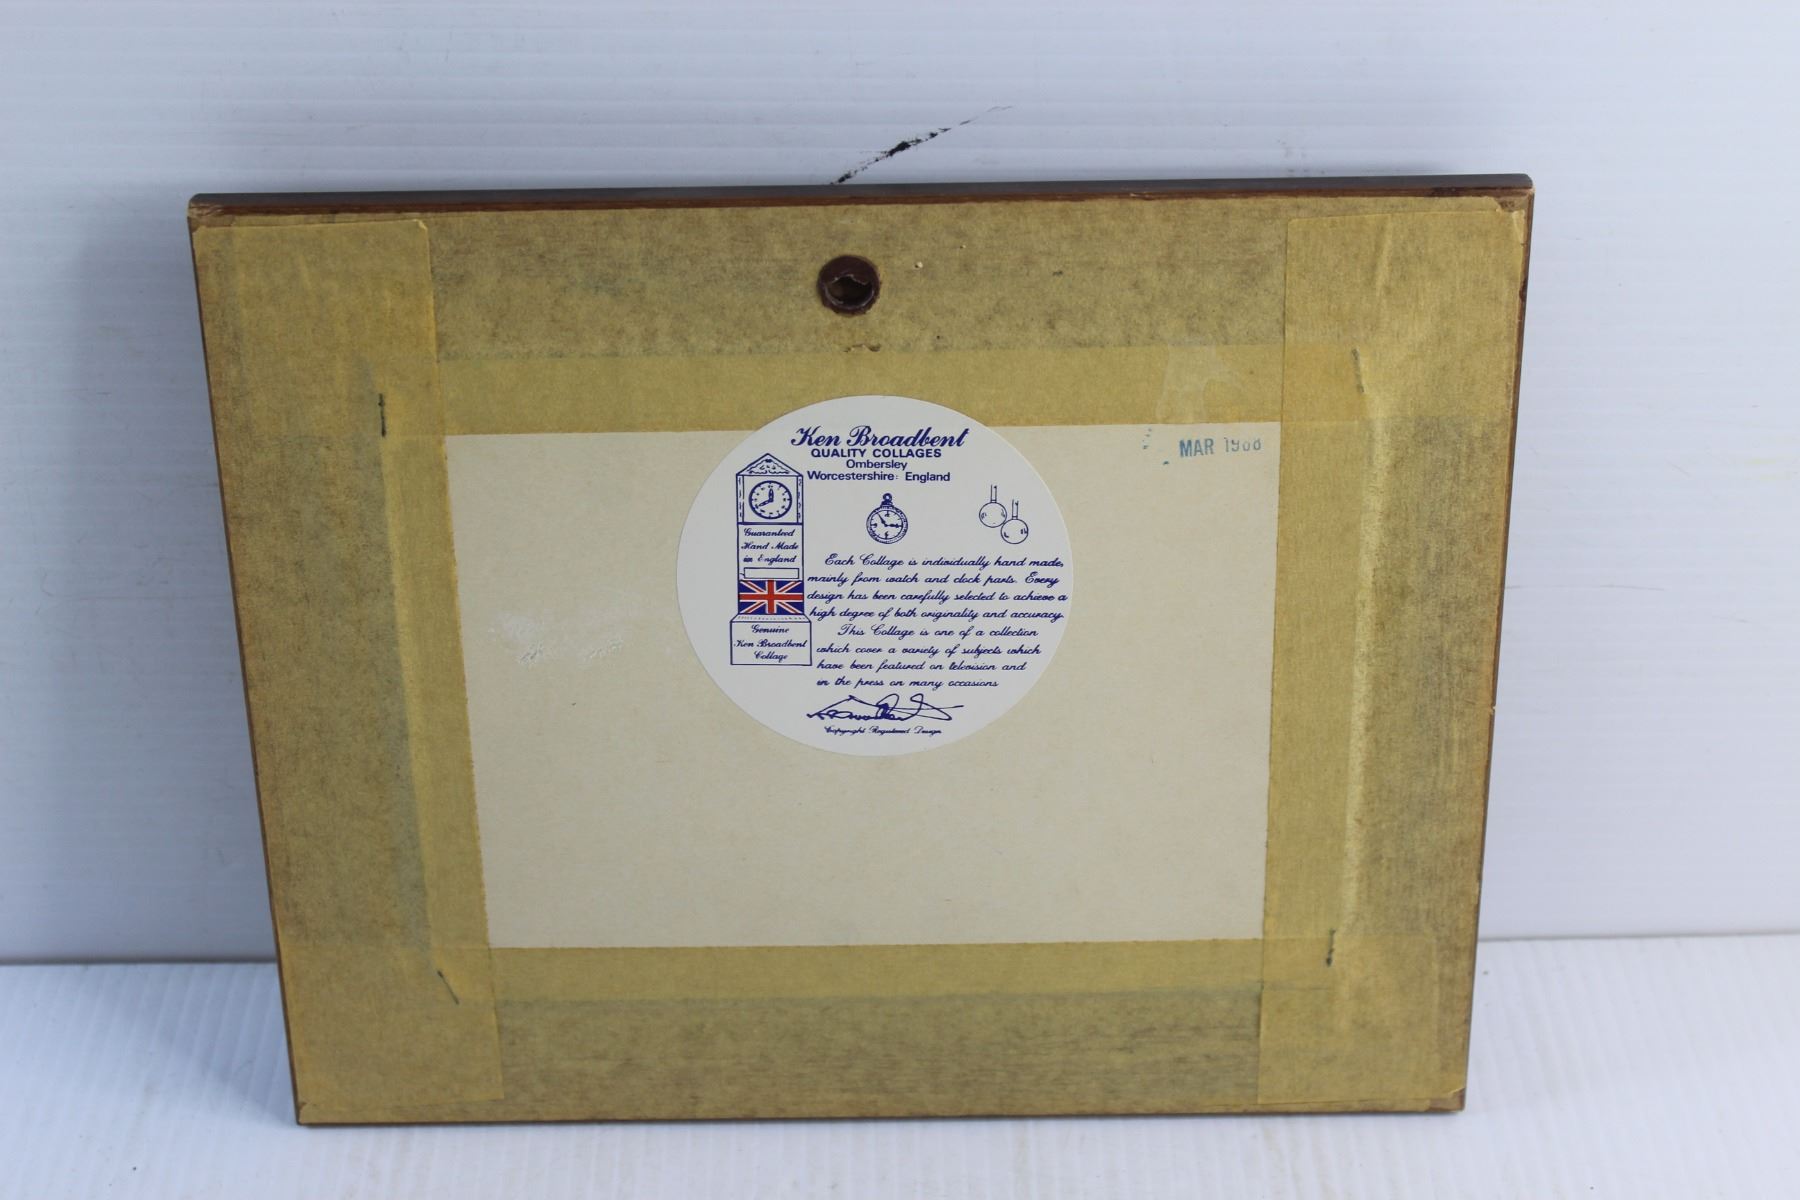 Ken Broadbent
QUALITY COLLAGES
Ombersley
Worcestershire: England
Guaranteed
Hand Made
in England
Genuine
Ken Broadbent
Collage
Each Collage is individually hand made,
mainly from watch and clock parts. Every
design has been carefully selected to achieve a
high degree of both originality and accuracy.
This Collage is one of a collection
which cover a variety of subjects which
have been featured on television and
in the press on many occasions
Copyright Registered Design
MAR